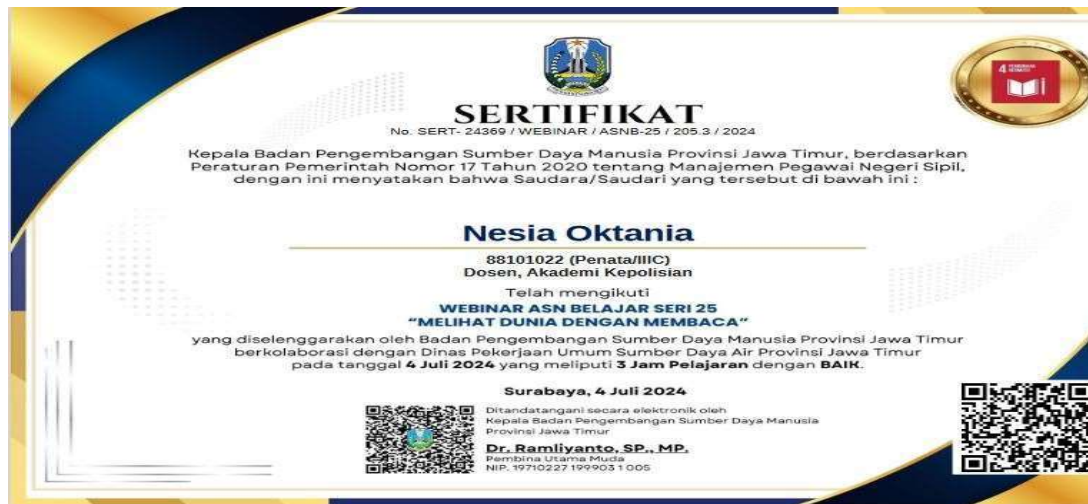 4 PENDIDIKAN BERKUALITAS
SERTIFIKAT
No. SERT- 24369 / WEBINAR / ASNB-25 / 205.3 / 2024
Kepala Badan Pengembangan Sumber Daya Manusia Provinsi Jawa Timur, berdasarkan
Peraturan Pemerintah Nomor 17 Tahun 2020 tentang Manajemen Pegawai Negeri Sipil,
dengan ini menyatakan bahwa Saudara/Saudari yang tersebut di bawah ini :
Nesia Oktania
88101022 (Penata/IIIC)
Dosen, Akademi Kepolisian
Telah mengikuti
WEBINAR ASN BELAJAR SERI 25
“MELIHAT DUNIA DENGAN MEMBACA”
yang diselenggarakan oleh Badan Pengembangan Sumber Daya Manusia Provinsi Jawa Timur
berkolaborasi dengan Dinas Pekerjaan Umum Sumber Daya Air Provinsi Jawa Timur
pada tanggal 4 Juli 2024 yang meliputi 3 Jam Pelajaran dengan BAIK.
Surabaya, 4 Juli 2024
Ditandatangani secara elektronik oleh
Kepala Badan Pengembangan Sumber Daya Manusia
Provinsi Jawa Timur
Dr. Ramliyanto, SP., MP.
Pembina Utama Muda
NIP. 19710227 199903 1 005